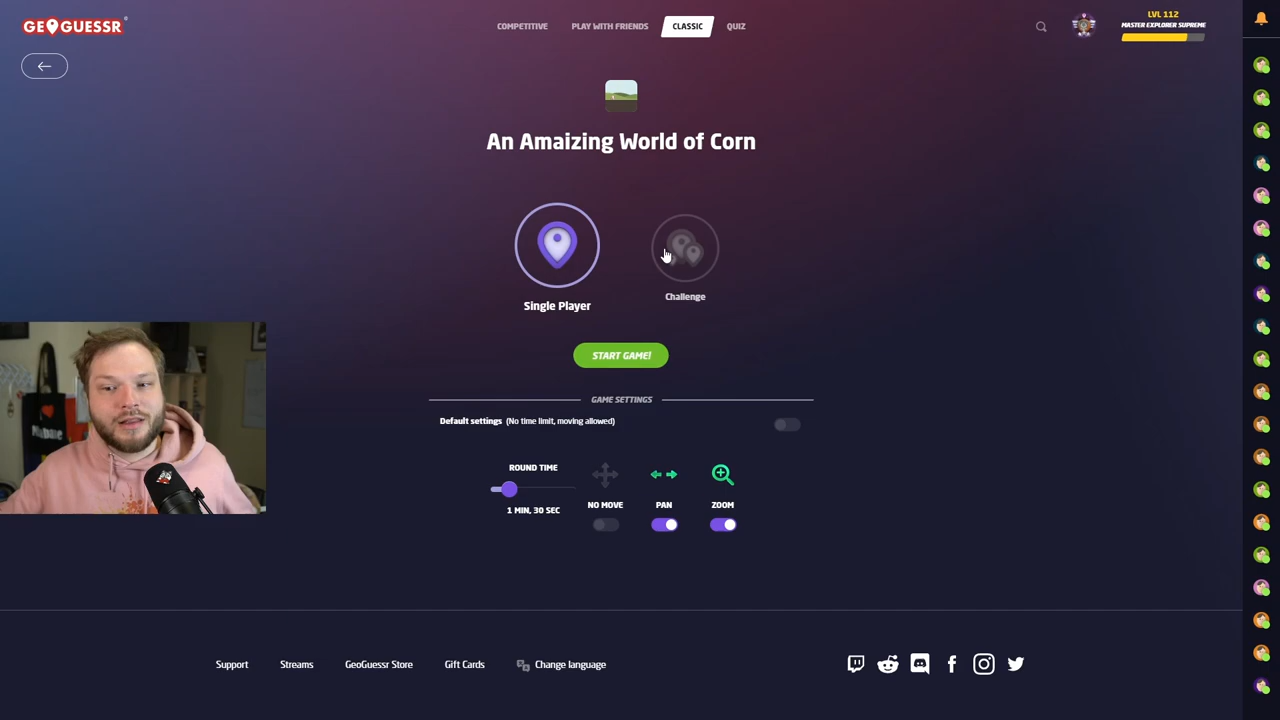 GEOGUESSR
COMPETITIVE
PLAY WITH FRIENDS
CLASSIC
QUIZ
LVL 112
MASTER EXPLORER SUPREME
An Amaizing World of Corn
Single Player
Challenge
START GAME!
GAME SETTINGS
Default settings (No time limit, moving allowed)
ROUND TIME
1 MIN, 30 SEC
NO MOVE
PAN
ZOOM
Support
Streams
GeoGuessr Store
Gift Cards
Change language